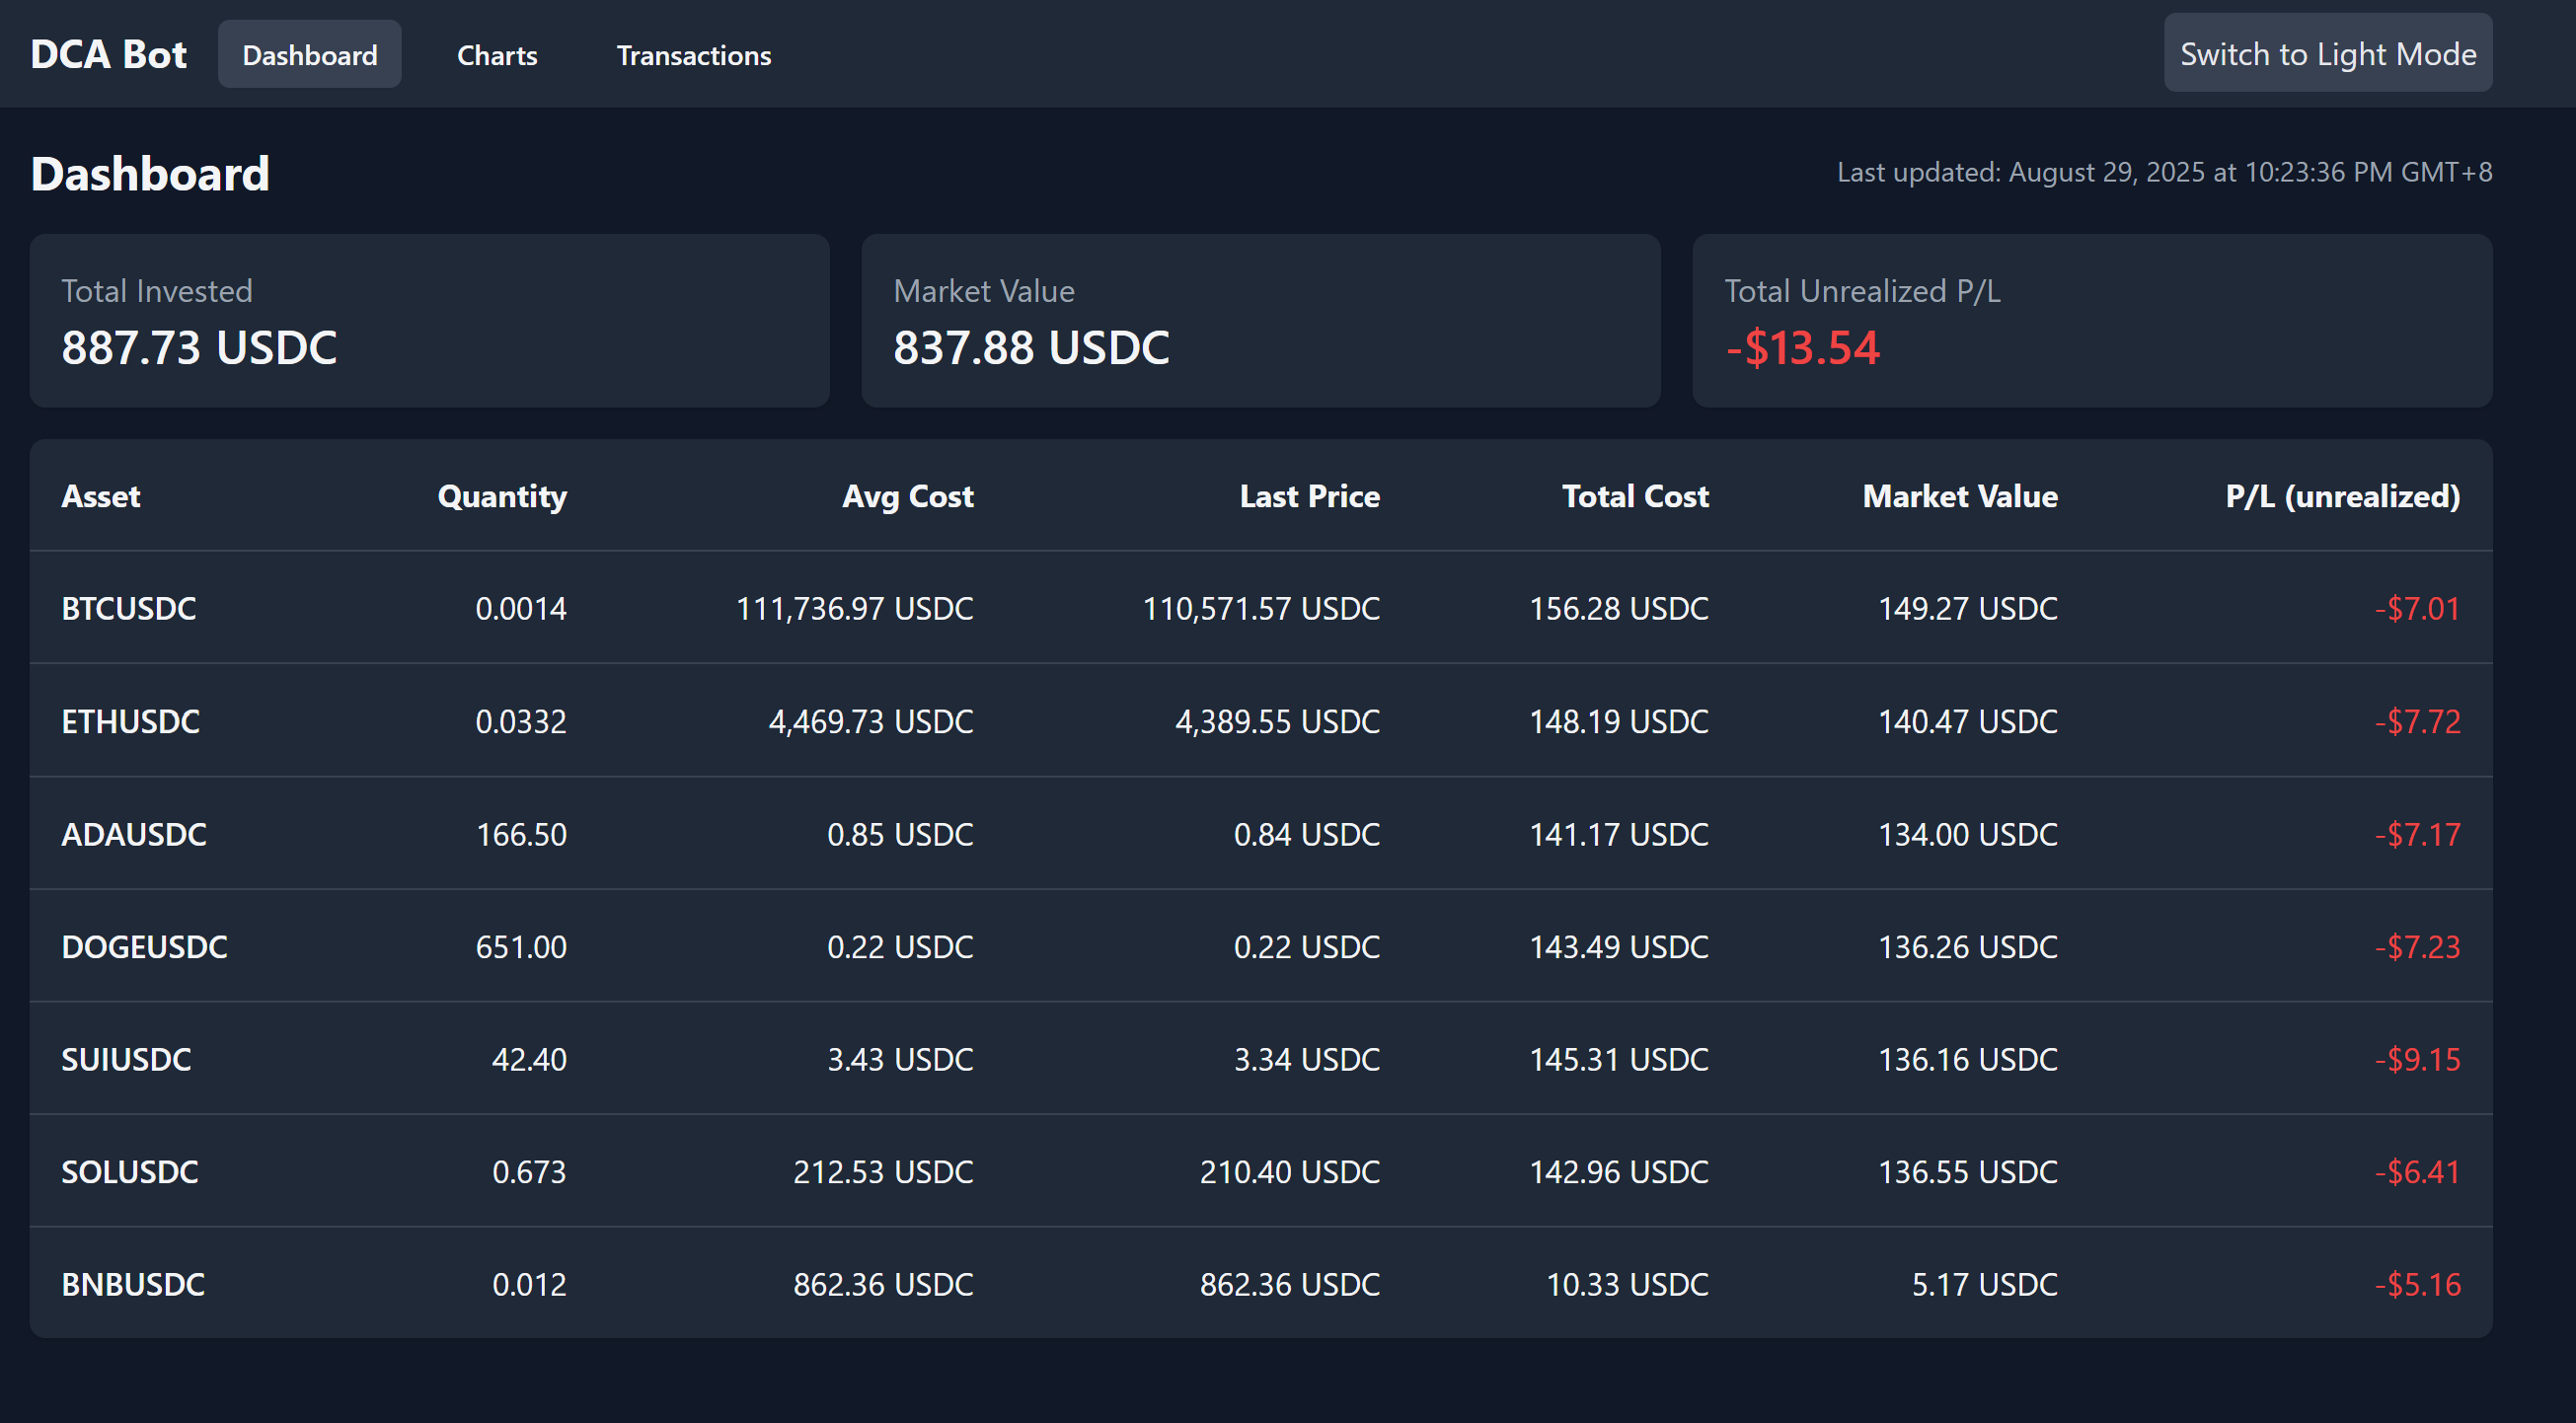 DCA Bot Dashboard Charts Transactions Switch to Light Mode
Dashboard Last updated: August 29, 2025 at 10:23:36 PM GMT+8
Total Invested Market Value Total Unrealized P/L
887.73 USDC 837.88 USDC -$13.54
Asset Quantity Avg Cost Last Price Total Cost Market Value P/L (unrealized)
BTCUSDC 0.0014 111,736.97 USDC 110,571.57 USDC 156.28 USDC 149.27 USDC -$7.01
ETHUSDC 0.0332 4,469.73 USDC 4,389.55 USDC 148.19 USDC 140.47 USDC -$7.72
ADAUSDC 166.50 0.85 USDC 0.84 USDC 141.17 USDC 134.00 USDC -$7.17
DOGEUSDC 651.00 0.22 USDC 0.22 USDC 143.49 USDC 136.26 USDC -$7.23
SUIUSDC 42.40 3.43 USDC 3.34 USDC 145.31 USDC 136.16 USDC -$9.15
SOLUSDC 0.673 212.53 USDC 210.40 USDC 142.96 USDC 136.55 USDC -$6.41
BNBUSDC 0.012 862.36 USDC 862.36 USDC 10.33 USDC 5.17 USDC -$5.16